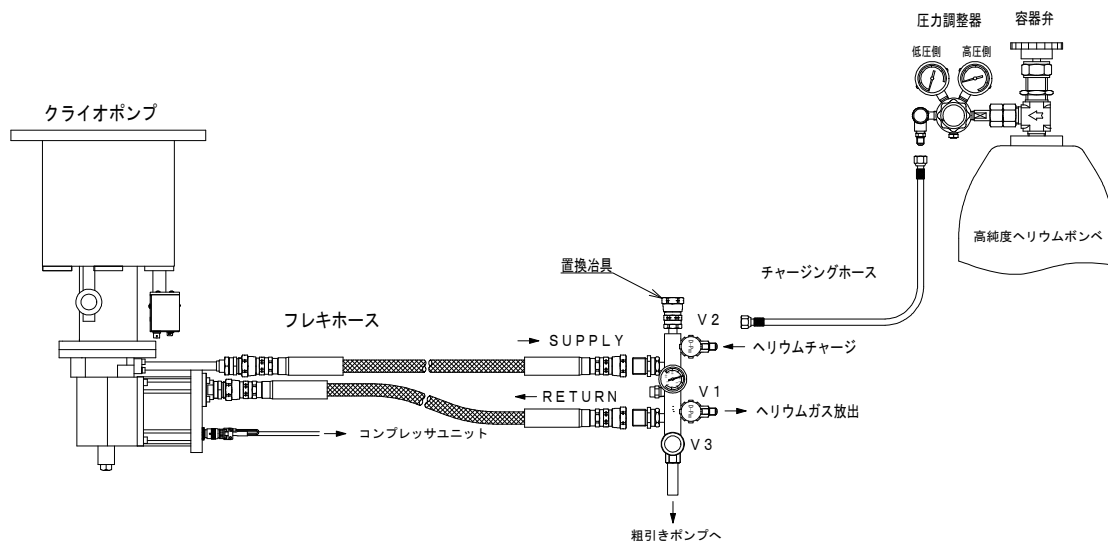 圧力調整器
容器弁
低圧側
高圧側
クライオポンプ
高純度ヘリウムボンベ
置換冶具
チャージングホース
フレキホース
V2
SUPPLY
ヘリウムチャージ
RETURN
V1
ヘリウムガス放出
コンプレッサユニット
V3
粗引きポンプへ